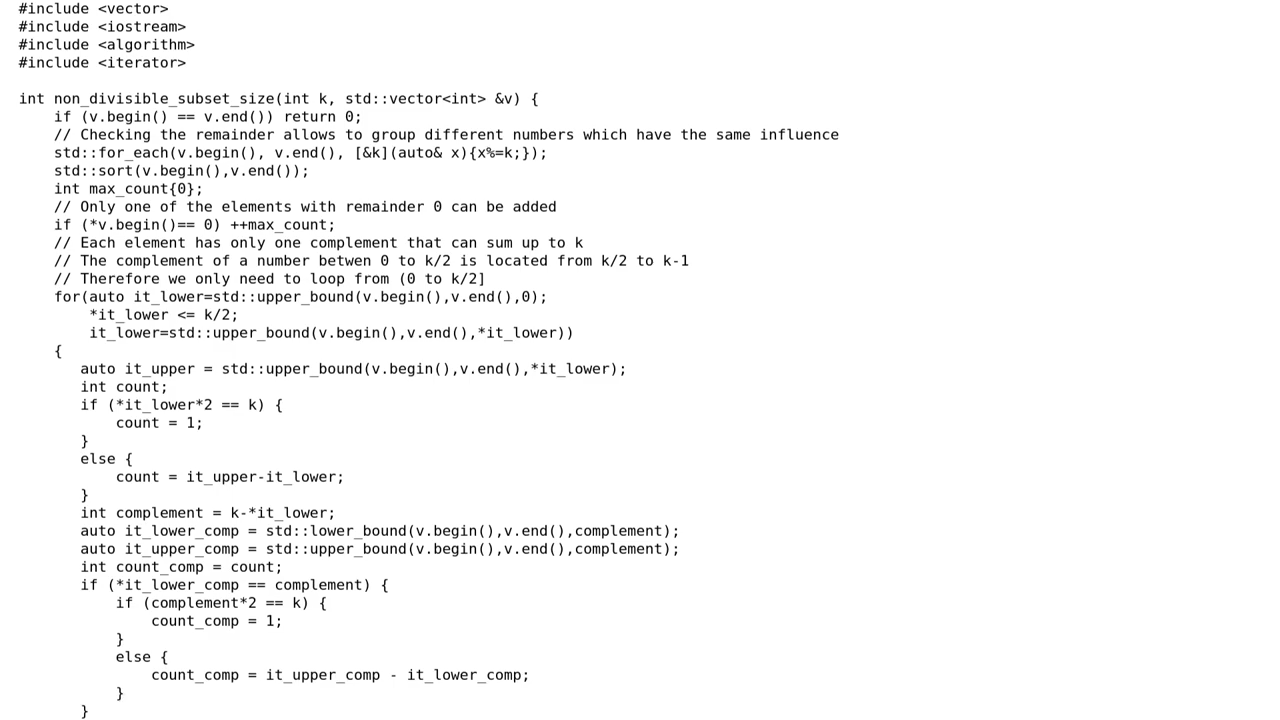 #include <vector>
#include <iostream>
#include <algorithm>
#include <iterator>

int non_divisible_subset_size(int k, std::vector<int> &v) {
    if (v.begin() == v.end()) return 0;
    // Checking the remainder allows to group different numbers which have the same influence
    std::for_each(v.begin(), v.end(), [&k](auto& x){x%=k;});
    std::sort(v.begin(),v.end());
    int max_count{0};
    // Only one of the elements with remainder 0 can be added
    if (*v.begin()== 0) ++max_count;
    // Each element has only one complement that can sum up to k
    // The complement of a number betwen 0 to k/2 is located from k/2 to k-1
    // Therefore we only need to loop from (0 to k/2]
    for(auto it_lower=std::upper_bound(v.begin(),v.end(),0);
        *it_lower <= k/2;
        it_lower=std::upper_bound(v.begin(),v.end(),*it_lower))
    {
       auto it_upper = std::upper_bound(v.begin(),v.end(),*it_lower);
       int count;
       if (*it_lower*2 == k) {
           count = 1;
       }
       else {
           count = it_upper-it_lower;
       }
       int complement = k-*it_lower;
       auto it_lower_comp = std::lower_bound(v.begin(),v.end(),complement);
       auto it_upper_comp = std::upper_bound(v.begin(),v.end(),complement);
       int count_comp = count;
       if (*it_lower_comp == complement) {
           if (complement*2 == k) {
               count_comp = 1;
           }
           else {
               count_comp = it_upper_comp - it_lower_comp;
           }
       }